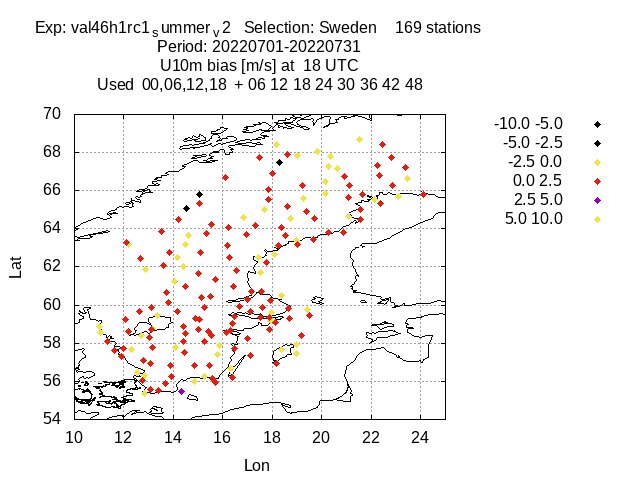 Exp: val46h1rc1summerv2 Selection: Sweden 169 stations
Period: 20220701-20220731
U10m bias [m/s] at 18 UTC
Used 00,06,12,18 + 06 12 18 24 30 36 42 48
-10.0 -5.0
-5.0 -2.5
-2.5 0.0
0.0 2.5
2.5 5.0
5.0 10.0
70
68
66
64
62
60
58
56
54
Lat
10 12 14 16 18 20 22 24
Lon